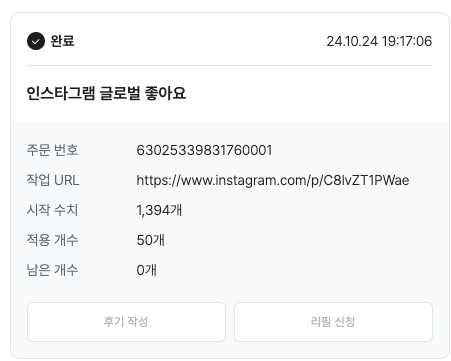 완료 24.10.24 19:17:06
인스타그램 글로벌 좋아요
주문 번호 63025339831760001
작업 URL https://www.instagram.com/p/C8lvZT1PWae
시작 수치 1,394개
적용 개수 50개
남은 개수 0개
후기 작성 리필 신청